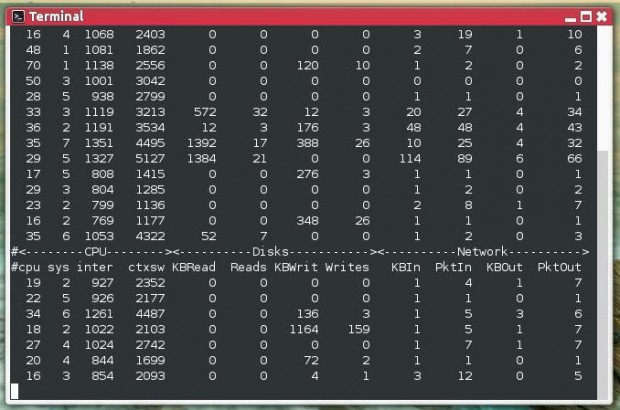 Terminal
16 4 1068 2403 0 0 0 0 3 19 1 10
48 1 1081 1862 0 0 0 0 2 7 0 6
70 1 1138 2556 0 0 120 10 1 2 0 2
50 3 1001 3042 0 0 0 0 0 0 0 0
28 5 938 2799 0 0 0 0 1 1 0 1
33 3 1119 3213 572 32 12 3 20 27 4 34
36 2 1191 3534 12 3 176 3 48 48 4 43
35 7 1351 4495 1392 17 388 26 10 25 4 32
29 5 1327 5127 1384 21 0 0 114 89 6 66
17 5 808 1415 0 0 276 3 1 1 0 1
29 3 804 1285 0 0 0 0 1 2 0 2
23 2 799 1136 0 0 0 0 2 8 1 7
16 2 769 1177 0 0 348 26 1 1 0 1
35 6 1053 4322 52 7 0 0 1 2 0 3
#<--------CPU--------><----------Disks-----------><----------Network---------->
#cpu sys inter ctxsw KBRead Reads KBWrit Writes KBIn PktIn KBOut PktOut
19 2 927 2352 0 0 0 0 1 4 1 7
22 5 926 2177 0 0 0 0 1 1 0 1
34 6 1261 4487 0 0 136 3 1 5 3 6
18 2 1022 2103 0 0 1164 159 1 5 1 7
27 4 1024 2742 0 0 0 0 1 7 1 7
20 4 844 1699 0 0 72 2 1 1 0 1
16 3 854 2093 0 0 4 1 3 12 0 5